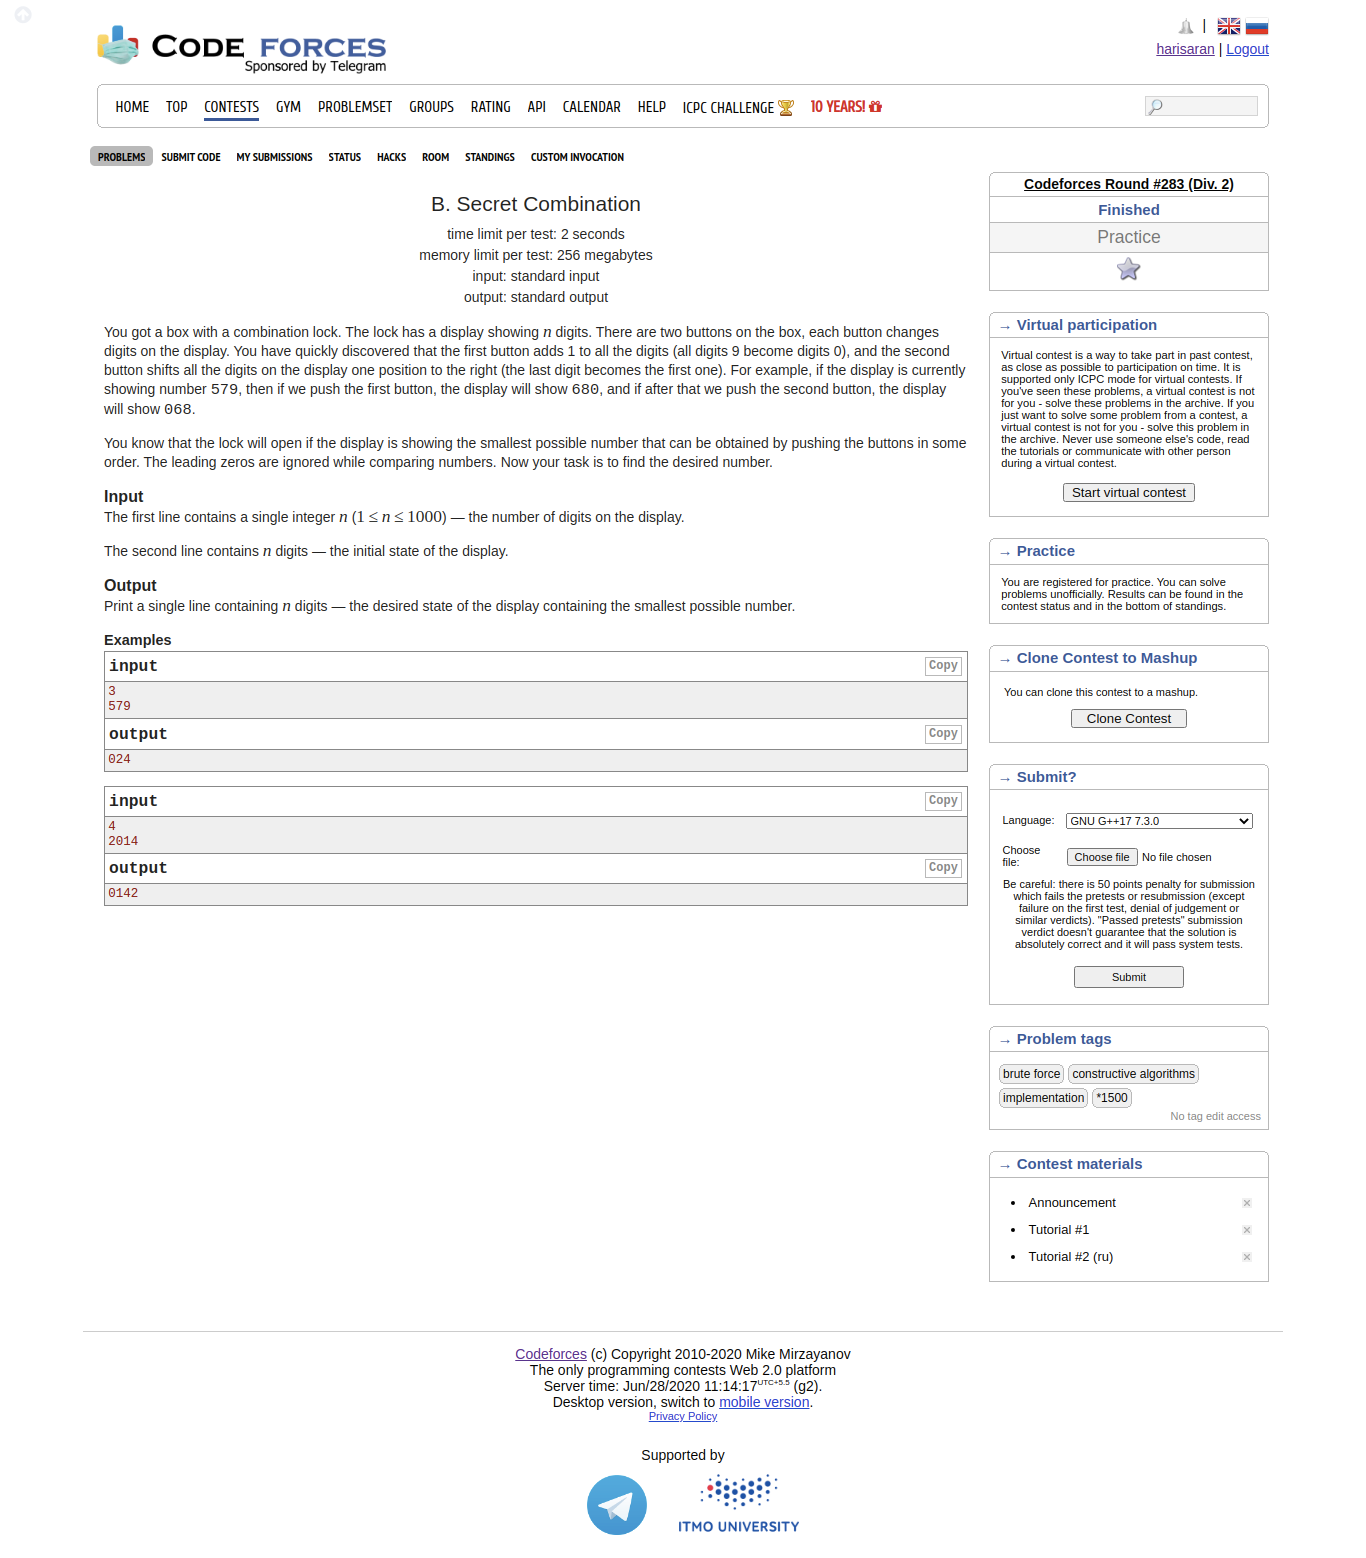 CODE FORCES
Sponsored by Telegram
|
harisaran | Logout
HOME TOP CONTESTS GYM PROBLEMSET GROUPS RATING API CALENDAR HELP ICPC CHALLENGE 10 YEARS!
PROBLEMS SUBMIT CODE MY SUBMISSIONS STATUS HACKS ROOM STANDINGS CUSTOM INVOCATION
B. Secret Combination
time limit per test: 2 seconds
memory limit per test: 256 megabytes
input: standard input
output: standard output
You got a box with a combination lock. The lock has a display showing n digits. There are two buttons on the box, each button changes
digits on the display. You have quickly discovered that the first button adds 1 to all the digits (all digits 9 become digits 0), and the second
button shifts all the digits on the display one position to the right (the last digit becomes the first one). For example, if the display is currently
showing number 579, then if we push the first button, the display will show 680, and if after that we push the second button, the display
will show 068.
You know that the lock will open if the display is showing the smallest possible number that can be obtained by pushing the buttons in some
order. The leading zeros are ignored while comparing numbers. Now your task is to find the desired number.
Input
The first line contains a single integer n (1 ≤ n ≤ 1000) — the number of digits on the display.
The second line contains n digits — the initial state of the display.
Output
Print a single line containing n digits — the desired state of the display containing the smallest possible number.
Examples
input Copy
3
579
output Copy
024
input Copy
4
2014
output Copy
0142
Codeforces Round #283 (Div. 2)
Finished
Practice
→ Virtual participation
Virtual contest is a way to take part in past contest,
as close as possible to participation on time. It is
supported only ICPC mode for virtual contests. If
you've seen these problems, a virtual contest is not
for you - solve these problems in the archive. If you
just want to solve some problem from a contest, a
virtual contest is not for you - solve this problem in
the archive. Never use someone else's code, read
the tutorials or communicate with other person
during a virtual contest.
Start virtual contest
→ Practice
You are registered for practice. You can solve
problems unofficially. Results can be found in the
contest status and in the bottom of standings.
→ Clone Contest to Mashup
You can clone this contest to a mashup.
Clone Contest
→ Submit?
Language: GNU G++17 7.3.0
Choose
file: Choose file No file chosen
Be careful: there is 50 points penalty for submission
which fails the pretests or resubmission (except
failure on the first test, denial of judgement or
similar verdicts). "Passed pretests" submission
verdict doesn't guarantee that the solution is
absolutely correct and it will pass system tests.
Submit
→ Problem tags
brute force constructive algorithms
implementation *1500
No tag edit access
→ Contest materials
• Announcement
• Tutorial #1
• Tutorial #2 (ru)
Codeforces (c) Copyright 2010-2020 Mike Mirzayanov
The only programming contests Web 2.0 platform
Server time: Jun/28/2020 11:14:17UTC+5.5 (g2).
Desktop version, switch to mobile version.
Privacy Policy
Supported by
ITMO UNIVERSITY